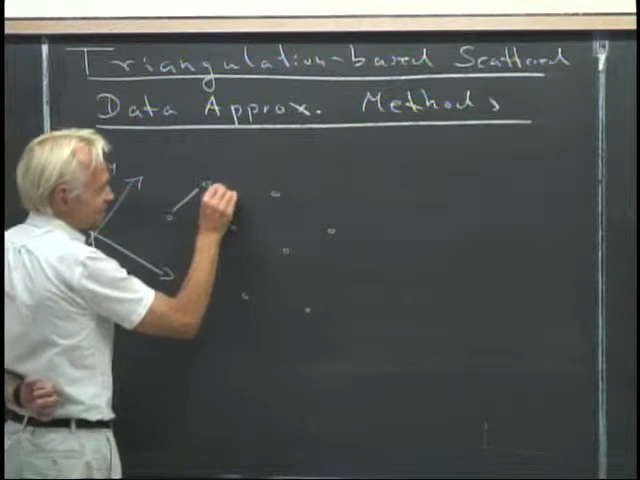 Triangulation-based Scattered
Data Approx. Methods
y